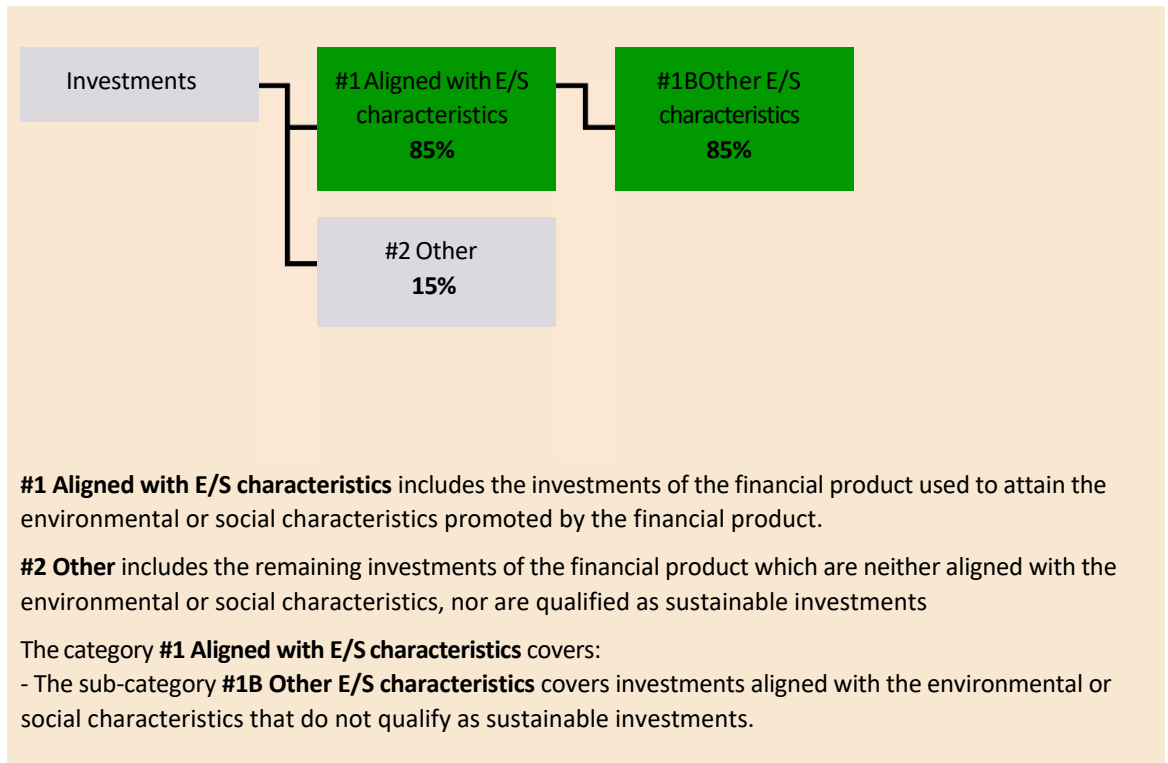 Investments
#1 Aligned with E/S
characteristics
85%
#1BOther E/S
characteristics
85%
#2 Other
15%
#1 Aligned with E/S characteristics includes the investments of the financial product used to attain the
environmental or social characteristics promoted by the financial product.
#2 Other includes the remaining investments of the financial product which are neither aligned with the
environmental or social characteristics, nor are qualified as sustainable investments
The category #1 Aligned with E/S characteristics covers:
- The sub-category #1B Other E/S characteristics covers investments aligned with the environmental or
social characteristics that do not qualify as sustainable investments.